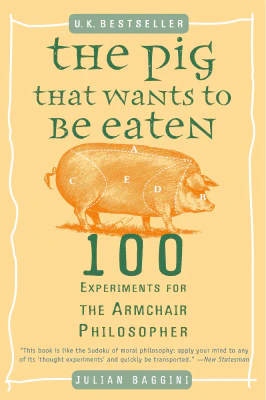 U.K. BESTSELLER
THE PIG
THAT WANTS TO
BE EATEN
A
C
E
D
B
100
EXPERIMENTS FOR
THE ARMCHAIR
PHILOSOPHER
"This book is like the Sudoku of moral philosophy: apply your mind to any
of its 'thought experiments' and quickly be transported." —New Statesman
JULIAN BAGGINI